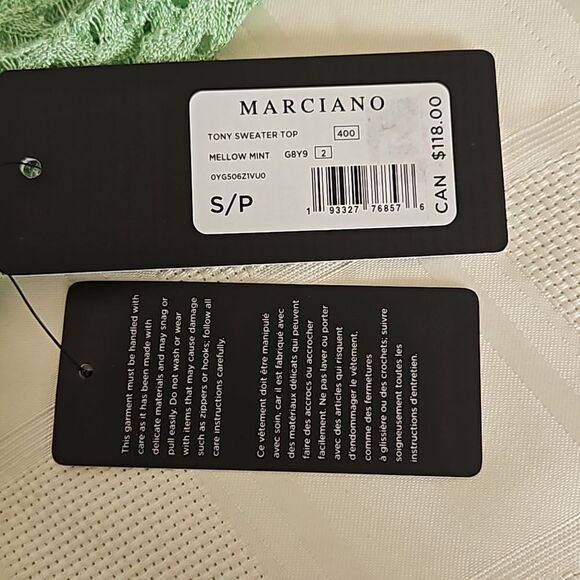 MARCIANO
TONY SWEATER TOP 400
MELLOW MINT G8Y9 2
0YG506Z1VU0
S/P
1 93327 76857 6
CAN $118.00
This garment must be handled with
care as it has been made with
delicate materials and may snag or
pull easily. Do not wash or wear
with items that may cause damage
such as zippers or hooks; follow all
care instructions carefully.
Ce vêtement doit être manipulé
avec soin, car il est fabriqué avec
des matériaux délicats qui peuvent
faire des accrocs ou accrocher
facilement. Ne pas laver ou porter
avec des articles qui risquent
d'endommager le vêtement,
comme des fermetures
à glissière ou des crochets; suivre
soigneusement toutes les
instructions d'entretien.